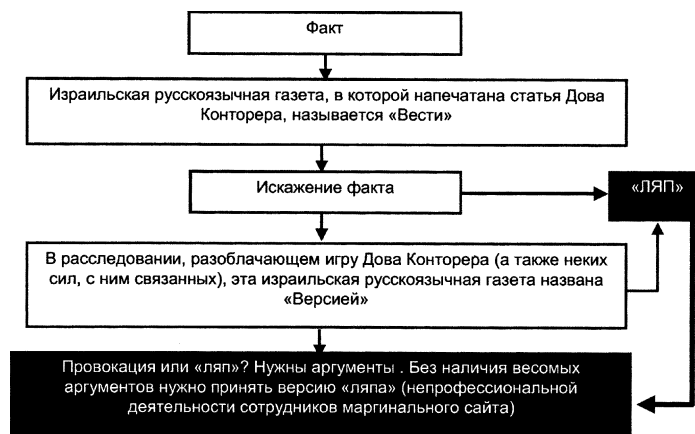 Факт
Израильская русскоязычная газета, в которой напечатана статья Дова
Конторера, называется «Вести»
Искажение факта
«ЛЯП»
В расследовании, разоблачающем игру Дова Конторера (а также неких
сил, с ним связанных), эта израильская русскоязычная газета названа
«Версией»
Провокация или «ляп»? Нужны аргументы . Без наличия весомых
аргументов нужно принять версию «ляпа» (непрофессиональной
деятельности сотрудников маргинального сайта)